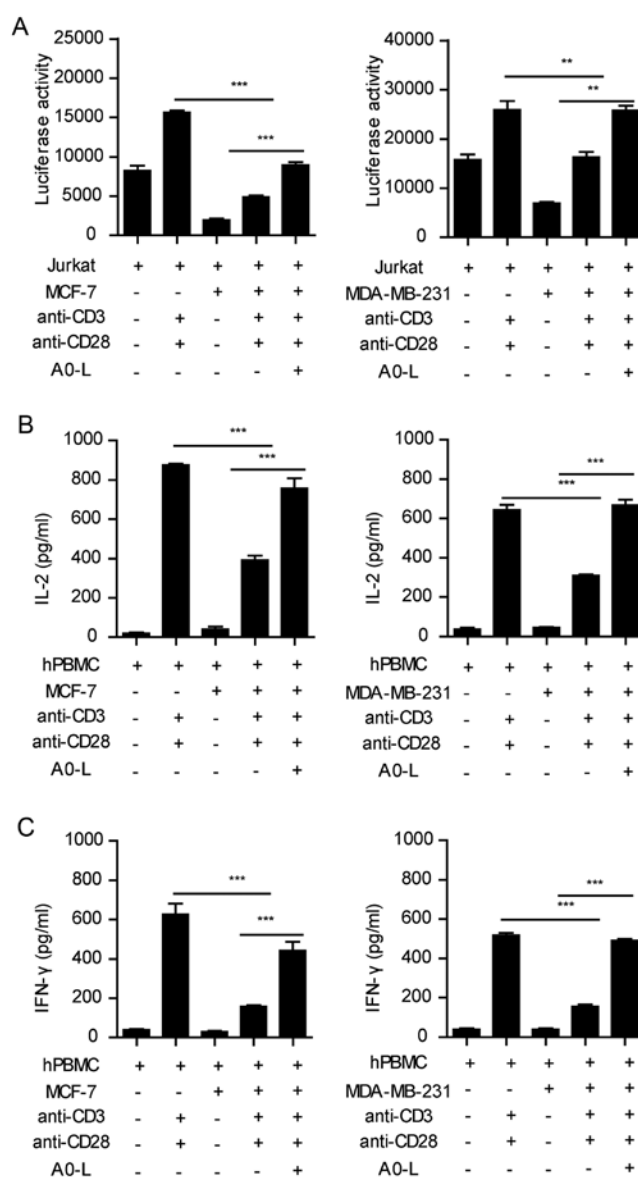 A
Luciferase activity
25000
20000
15000
10000
5000
0
***
***
Jurkat + + + + +
MCF-7 - - + + +
anti-CD3 - + - + +
anti-CD28 - + - + +
A0-L - - - - +
Luciferase activity
40000
30000
20000
10000
0
**
**
Jurkat + + + + +
MDA-MB-231 - - + + +
anti-CD3 - + - + +
anti-CD28 - + - + +
A0-L - - - - +
B
IL-2 (pg/ml)
1000
800
600
400
200
0
***
***
hPBMC + + + + +
MCF-7 - - + + +
anti-CD3 - + - + +
anti-CD28 - + - + +
A0-L - - - - +
IL-2 (pg/ml)
1000
800
600
400
200
0
***
***
hPBMC + + + + +
MDA-MB-231 - - + + +
anti-CD3 - + - + +
anti-CD28 - + - + +
A0-L - - - - +
C
IFN-γ (pg/ml)
1000
800
600
400
200
0
***
***
hPBMC + + + + +
MCF-7 - - + + +
anti-CD3 - + - + +
anti-CD28 - + - + +
A0-L - - - - +
IFN-γ (pg/ml)
1000
800
600
400
200
0
***
***
hPBMC + + + + +
MDA-MB-231 - - + + +
anti-CD3 - + - + +
anti-CD28 - + - + +
A0-L - - - - +